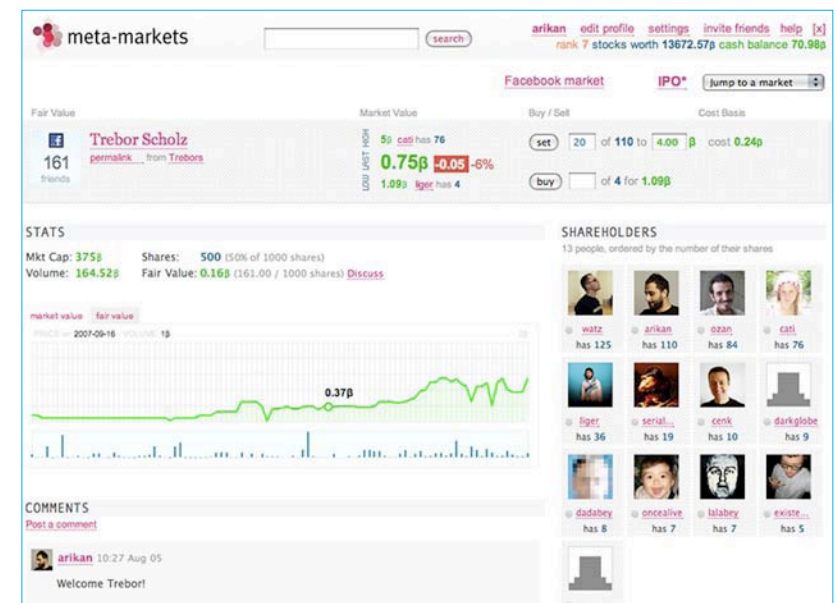 meta-markets
search
arikan edit profile settings invite friends help [x]
rank 7 stocks worth 13672.57β cash balance 70.98β
Facebook market IPO* Jump to a market
Fair Value Market Value Buy / Sell Cost Basis
161
friends
Trebor Scholz
permalink from Trebors
HIGH
LAST
LOW
5β cati has 76
0.75β -0.05 -6%
1.09β liger has 4
set 20 of 110 to 4.00 β cost 0.24β
buy of 4 for 1.09β
STATS
Mkt Cap: 375β Shares: 500 (50% of 1000 shares)
Volume: 164.52β Fair Value: 0.16β (161.00 / 1000 shares) Discuss
market value fair value
PRICE on 2007-09-16 VOLUME 1β
0.37β
COMMENTS
Post a comment
arikan 10:27 Aug 05
Welcome Trebor!
SHAREHOLDERS
13 people, ordered by the number of their shares
watz arikan ozan cati
has 125 has 110 has 84 has 76
liger serial... cenk darkglobe
has 36 has 19 has 10 has 9
dadabey oncealive lalabey existe...
has 8 has 7 has 7 has 5